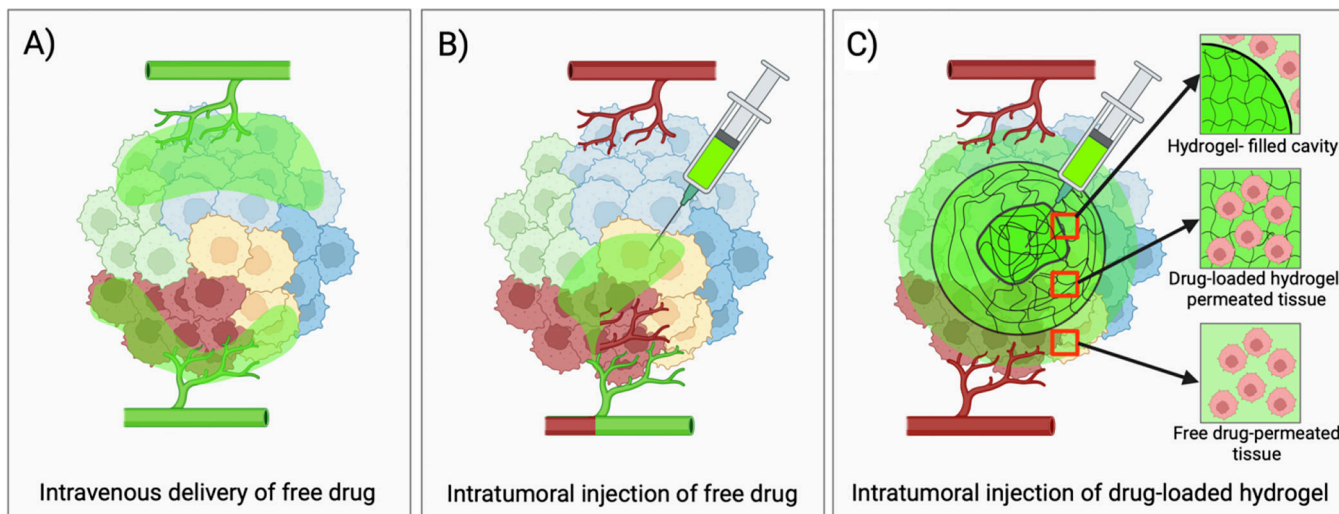 A)
B)
C)
Hydrogel- filled cavity
Drug-loaded hydrogel
permeated tissue
Free drug-permeated
tissue
Intravenous delivery of free drug
Intratumoral injection of free drug
Intratumoral injection of drug-loaded hydrogel